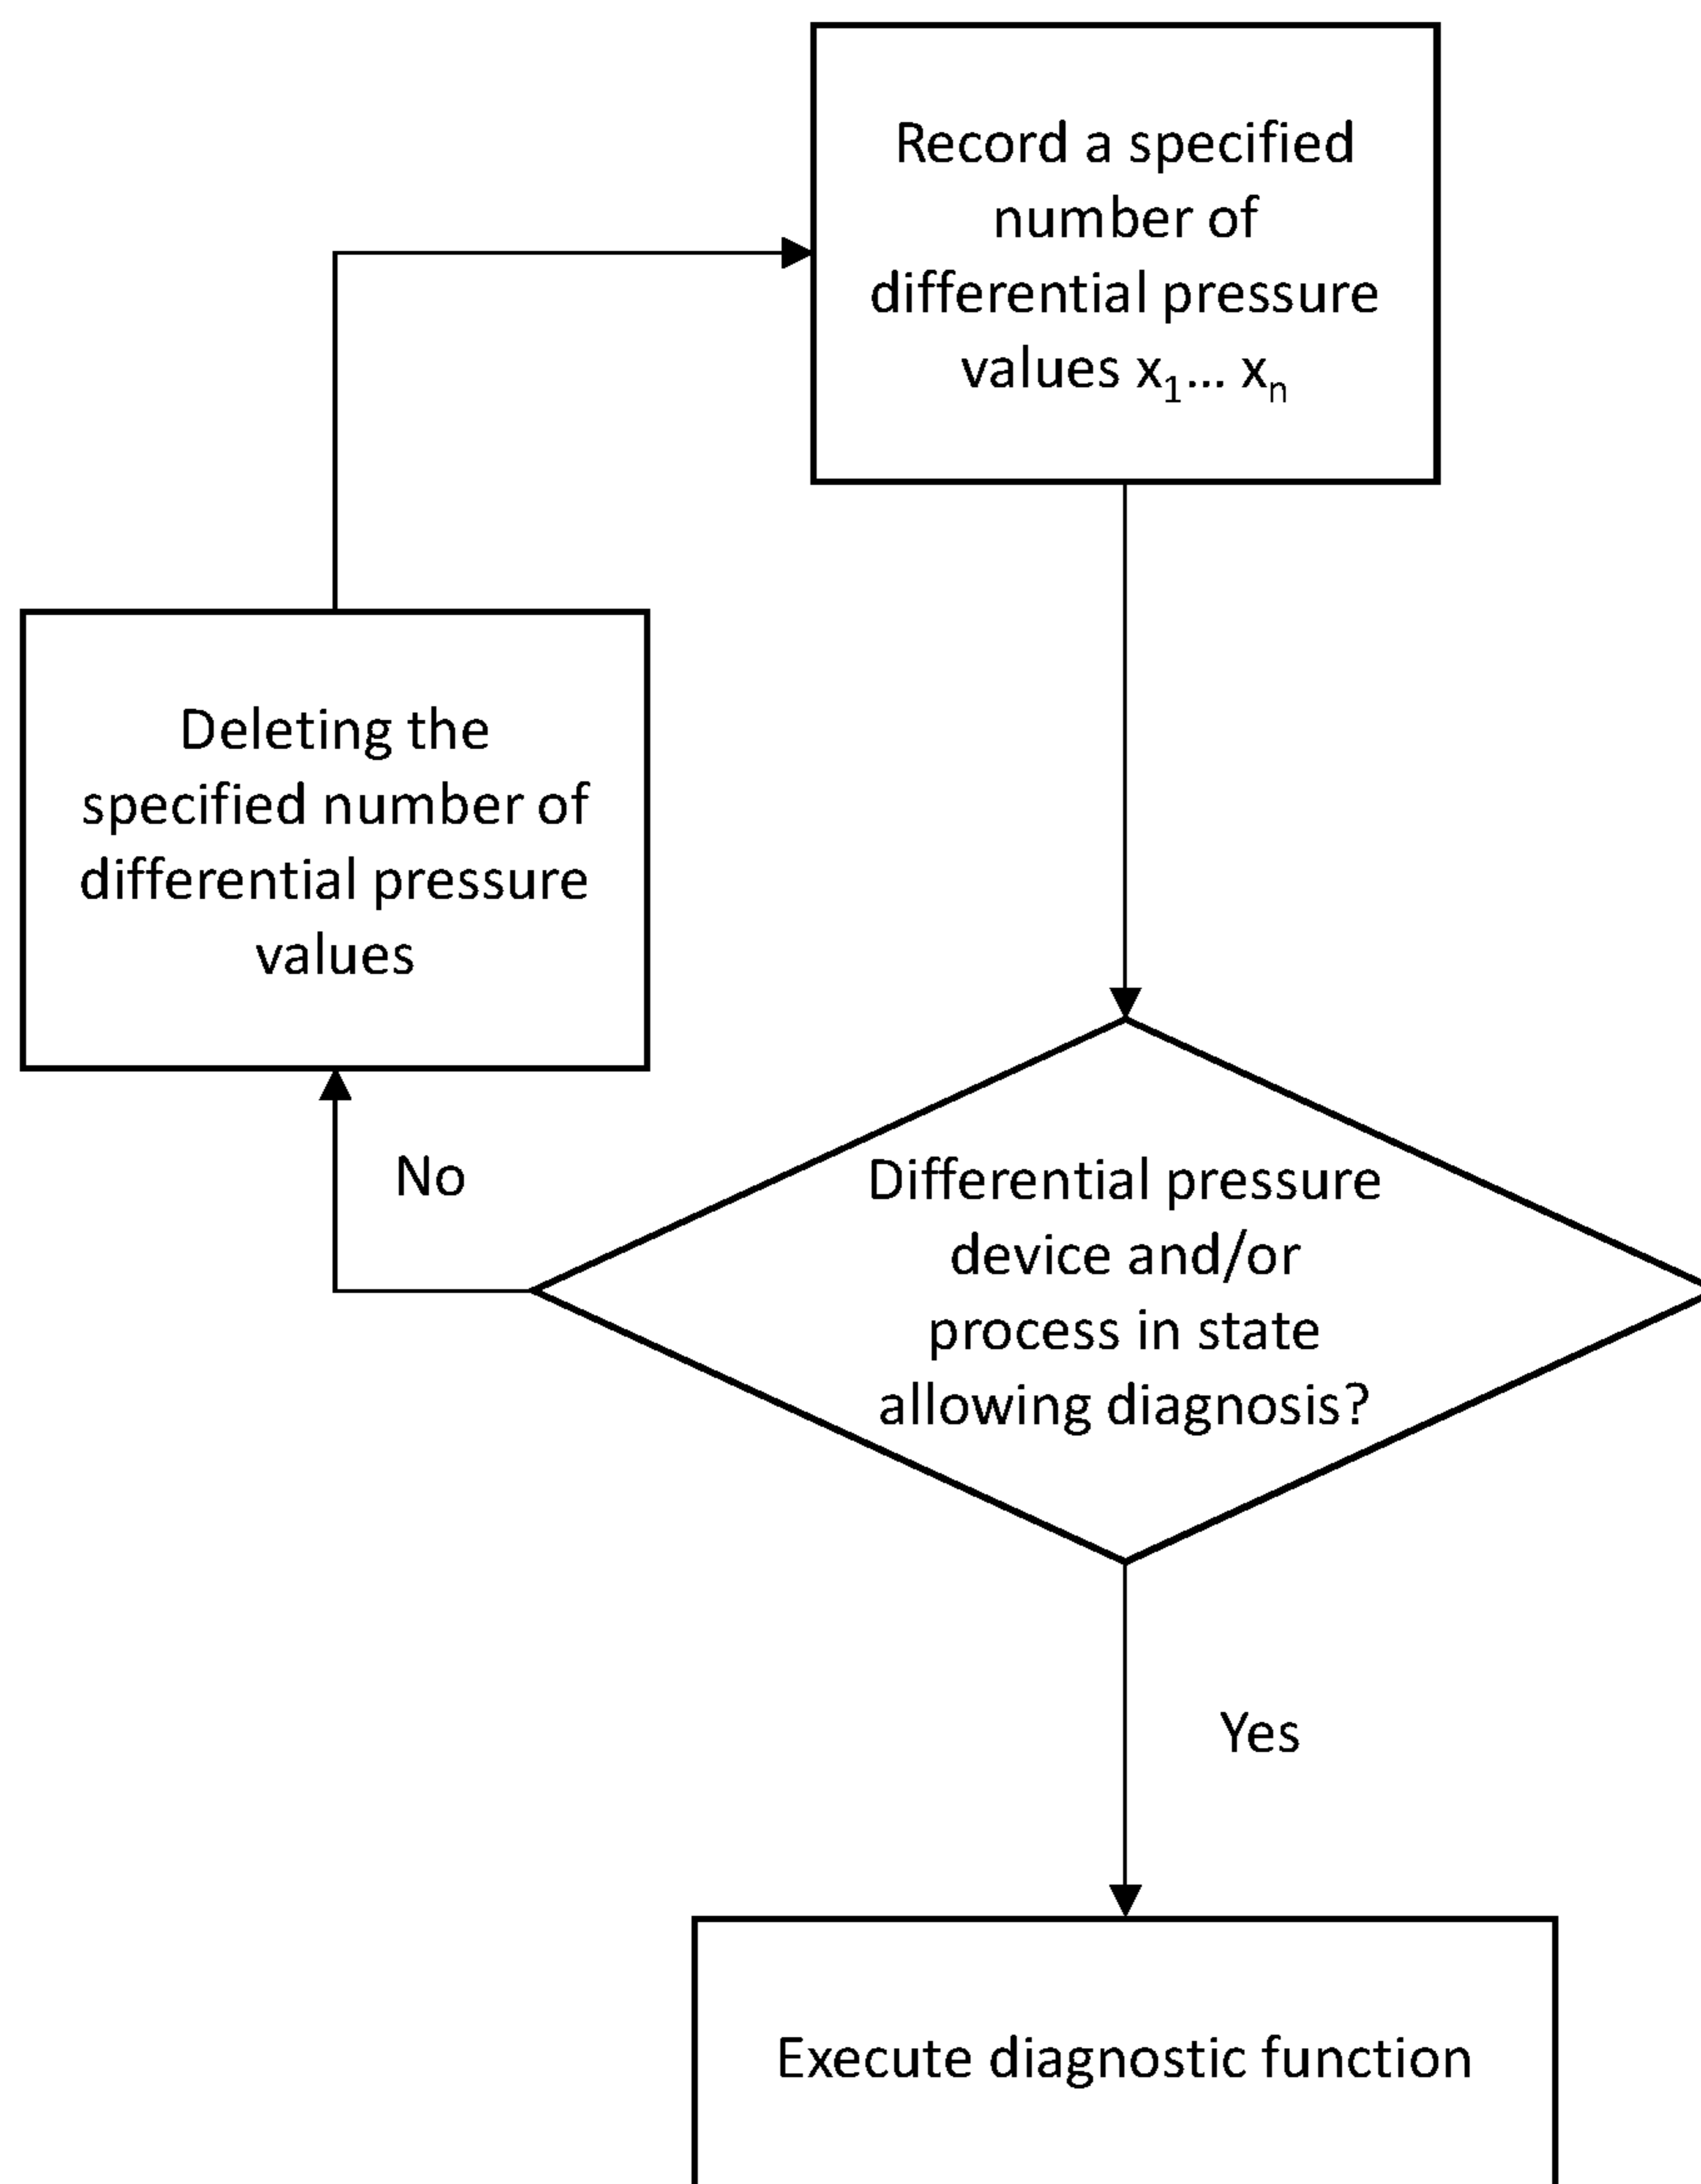 Record a specified
number of
differential pressure
values x₁... xₙ
Deleting the
specified number of
differential pressure
values
No
Differential pressure
device and/or
process in state
allowing diagnosis?
Yes
Execute diagnostic function